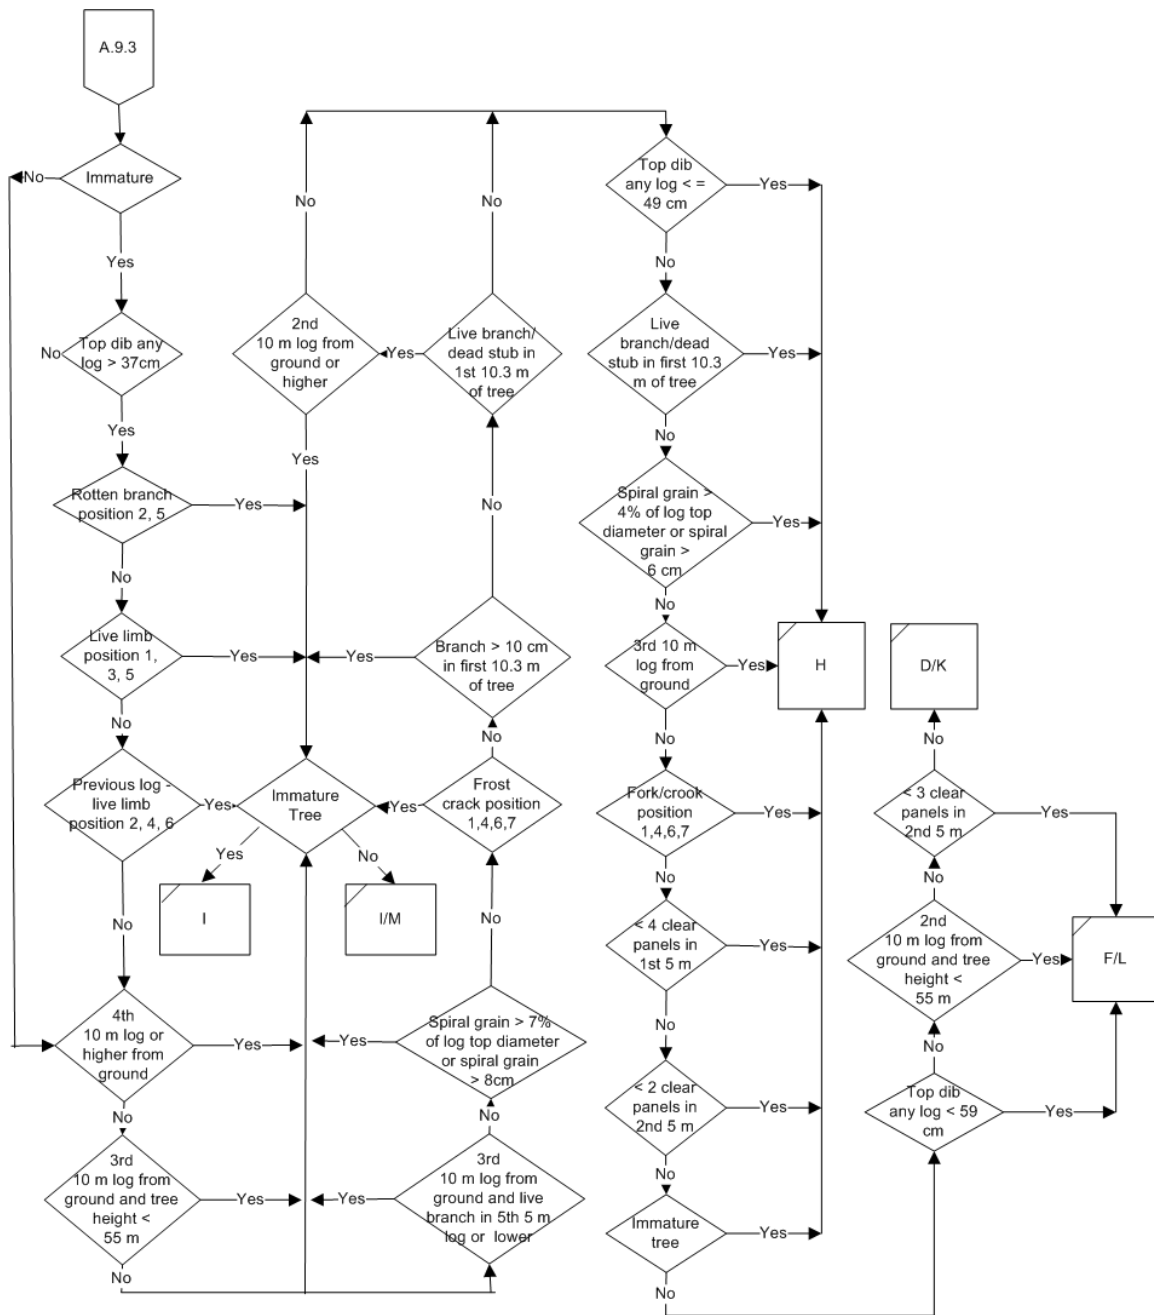 A.9.3
Immature
No
Yes
Top dib any
log > 37cm
No
Yes
Rotten branch
position 2, 5
Yes
No
Live limb
position 1,
3, 5
Yes
No
Previous log -
live limb
position 2, 4, 6
Yes
No
4th
10 m log or
higher from
ground
Yes
No
3rd
10 m log from
ground and tree
height <
55 m
Yes
No
3rd
10 m log from
ground and live
branch in 5th 5 m
log or lower
Yes
No
Spiral grain > 7%
of log top diameter
or spiral grain
> 8cm
Yes
No
Frost
crack position
1,4,6,7
Yes
No
Branch > 10 cm
in first 10.3 m
of tree
Yes
No
Live branch/
dead stub in
1st 10.3 m
of tree
Yes
No
2nd
10 m log from
ground or
higher
No
Yes
Immature
Tree
Yes
No
I
I/M
Top dib
any log < =
49 cm
Yes
No
Live
branch/dead
stub in first 10.3
m of tree
Yes
No
Spiral grain >
4% of log top
diameter or spiral
grain >
6 cm
Yes
No
3rd 10 m
log from
ground
Yes
No
H
Fork/crook
position
1,4,6,7
Yes
No
< 4 clear
panels in
1st 5 m
Yes
No
< 2 clear
panels in
2nd 5 m
Yes
No
Immature
tree
Yes
No
Top dib
any log < 59
cm
Yes
No
2nd
10 m log from
ground and tree
height <
55 m
Yes
No
< 3 clear
panels in
2nd 5 m
Yes
No
D/K
F/L